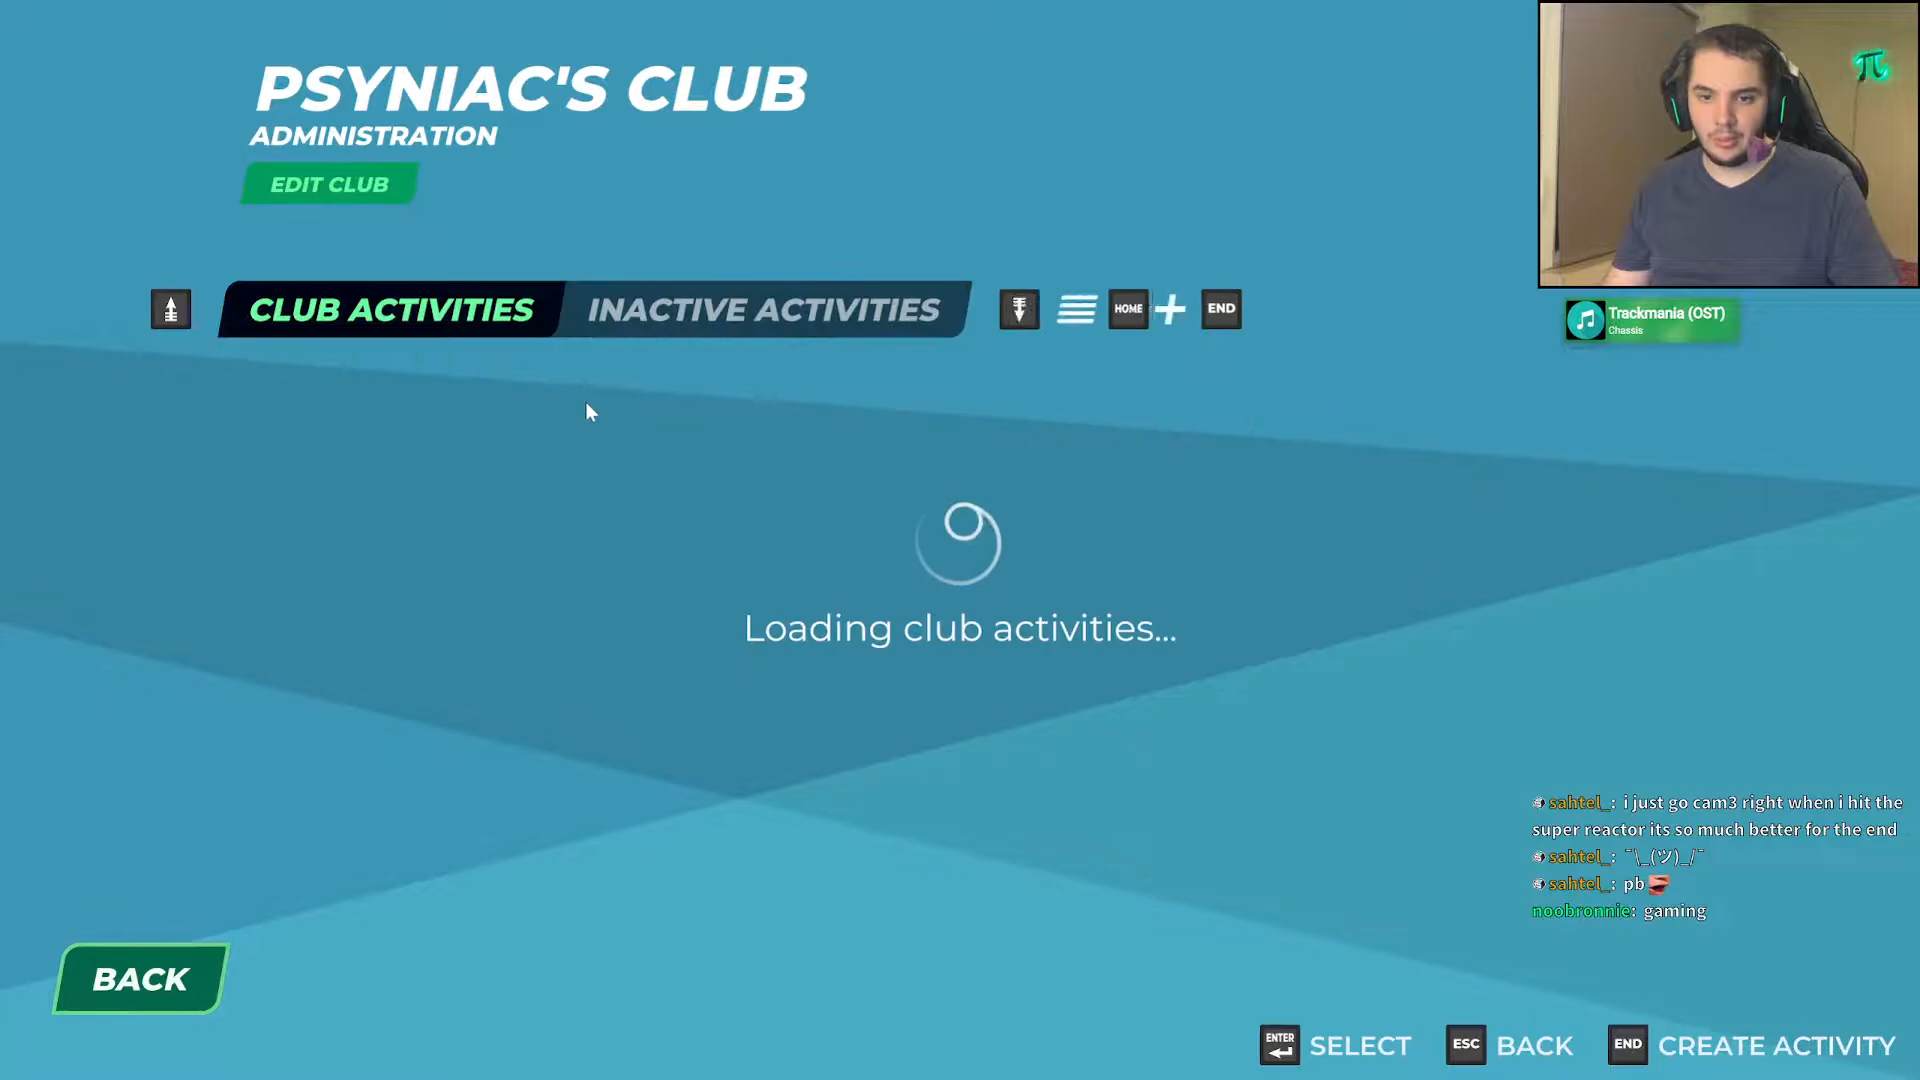 PSYNIAC'S CLUB
ADMINISTRATION
EDIT CLUB
CLUB ACTIVITIES
INACTIVE ACTIVITIES
HOME
END
π
Trackmania (OST)
Chassis
Loading club activities...
sahtel_: i just go cam3 right when i hit the
super reactor its so much better for the end
sahtel_: ¯\_(ツ)_/¯
sahtel_: pb
noobronnie: gaming
BACK
ENTER SELECT
ESC BACK
END CREATE ACTIVITY